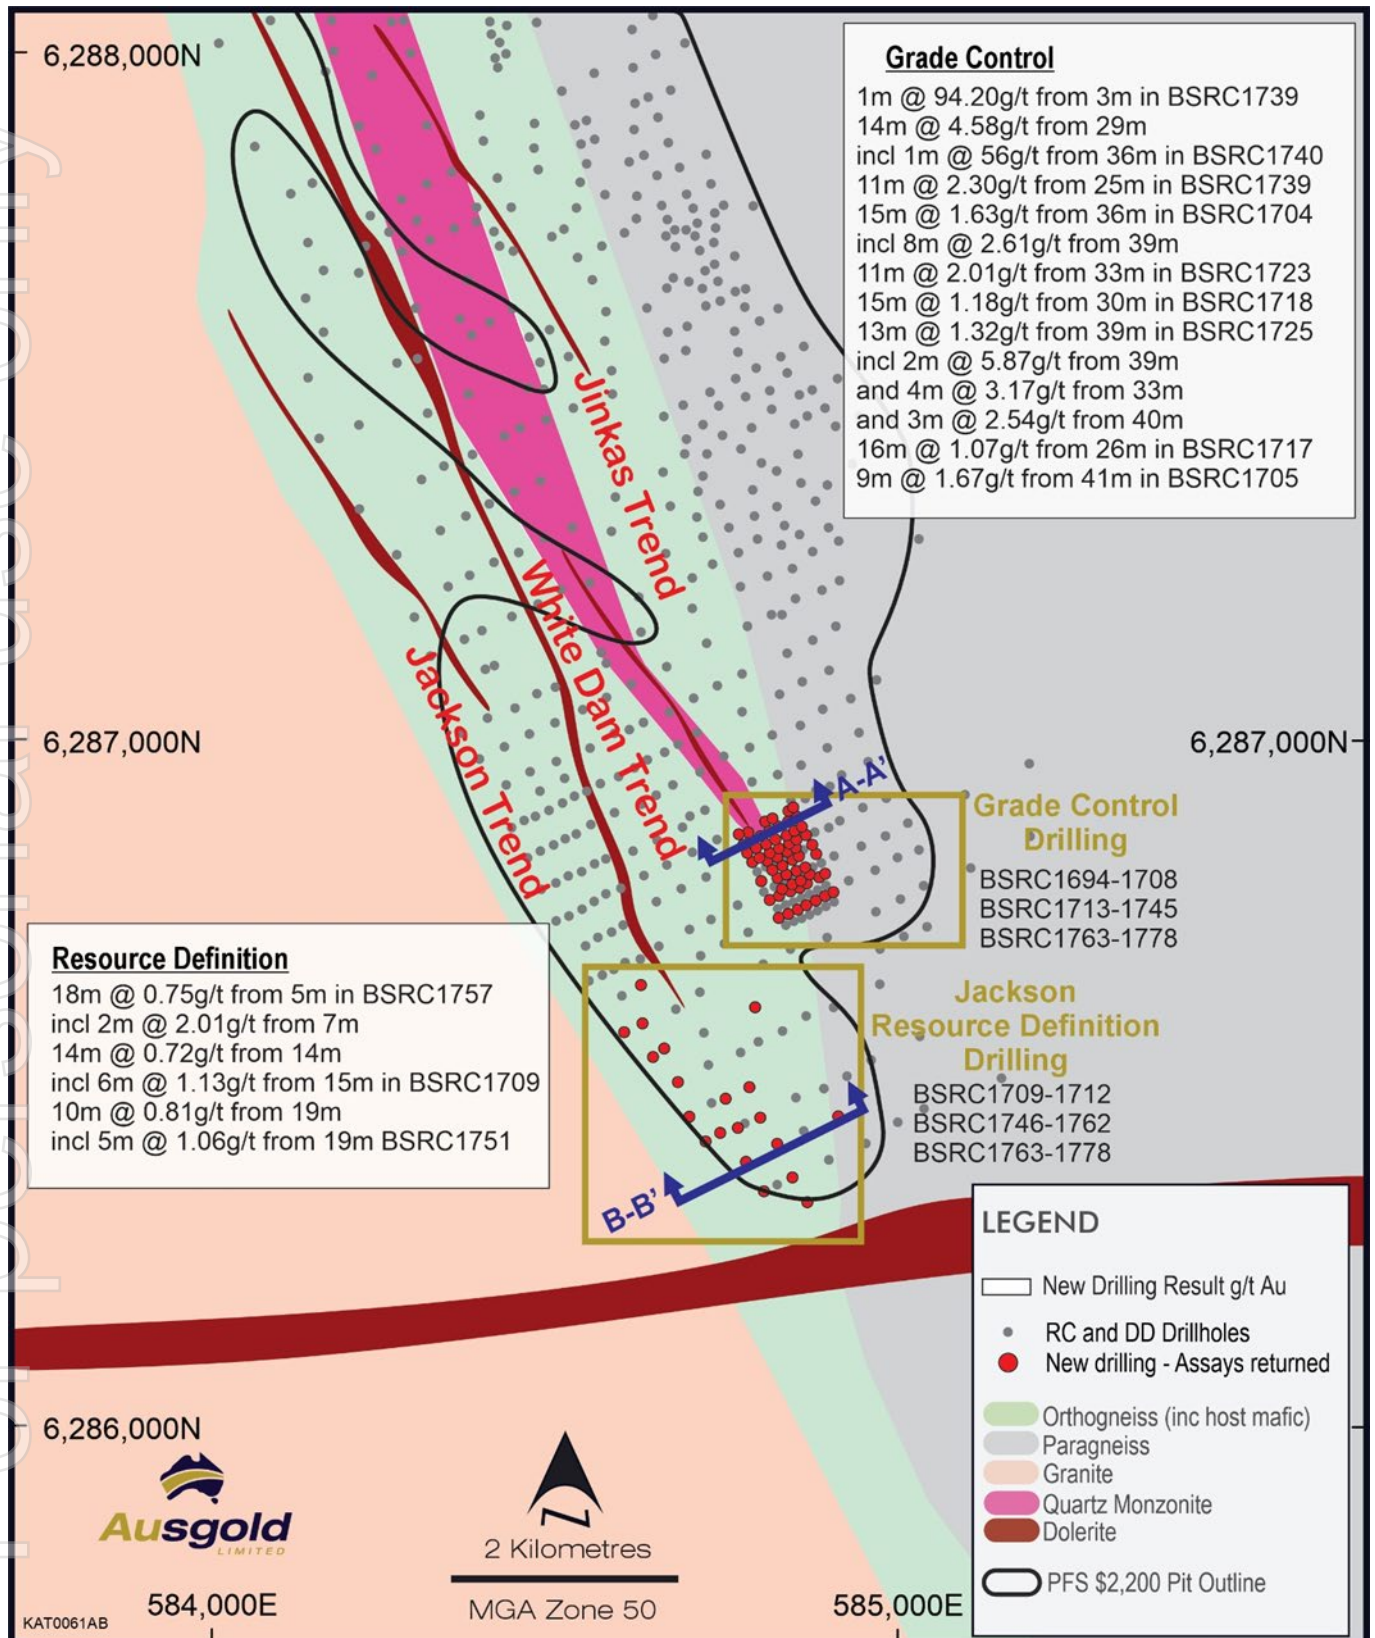 6,288,000N
Grade Control
1m @ 94.20g/t from 3m in BSRC1739
14m @ 4.58g/t from 29m
incl 1m @ 56g/t from 36m in BSRC1740
11m @ 2.30g/t from 25m in BSRC1739
15m @ 1.63g/t from 36m in BSRC1704
incl 8m @ 2.61g/t from 39m
11m @ 2.01g/t from 33m in BSRC1723
15m @ 1.18g/t from 30m in BSRC1718
13m @ 1.32g/t from 39m in BSRC1725
incl 2m @ 5.87g/t from 39m
and 4m @ 3.17g/t from 33m
and 3m @ 2.54g/t from 40m
16m @ 1.07g/t from 26m in BSRC1717
9m @ 1.67g/t from 41m in BSRC1705
Jinkas Trend
White Dam Trend
Jackson Trend
6,287,000N
6,287,000N
A-A'
Grade Control
Drilling
BSRC1694-1708
BSRC1713-1745
BSRC1763-1778
Resource Definition
18m @ 0.75g/t from 5m in BSRC1757
incl 2m @ 2.01g/t from 7m
14m @ 0.72g/t from 14m
incl 6m @ 1.13g/t from 15m in BSRC1709
10m @ 0.81g/t from 19m
incl 5m @ 1.06g/t from 19m BSRC1751
Jackson
Resource Definition
Drilling
BSRC1709-1712
BSRC1746-1762
BSRC1763-1778
B-B'
LEGEND
New Drilling Result g/t Au
RC and DD Drillholes
New drilling - Assays returned
Orthogneiss (inc host mafic)
Paragneiss
Granite
Quartz Monzonite
Dolerite
PFS $2,200 Pit Outline
6,286,000N
Ausgold
LIMITED
N
2 Kilometres
MGA Zone 50
584,000E
585,000E
KAT0061AB
For personal use only